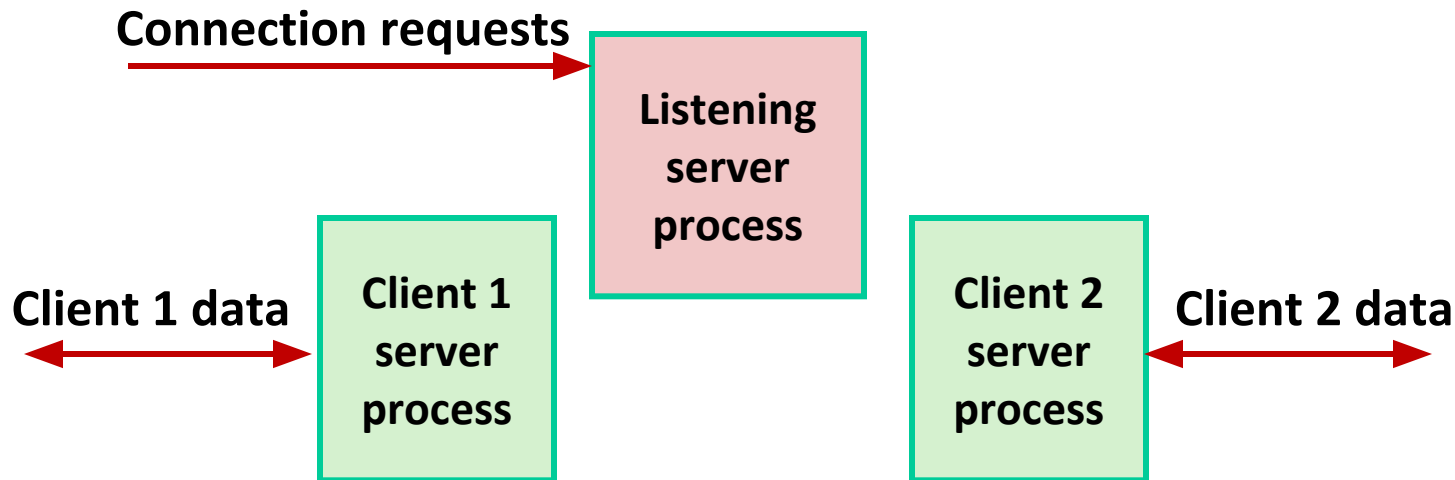 Connection requests
Listening
server
process
Client 1 data
Client 1
server
process
Client 2
server
process
Client 2 data